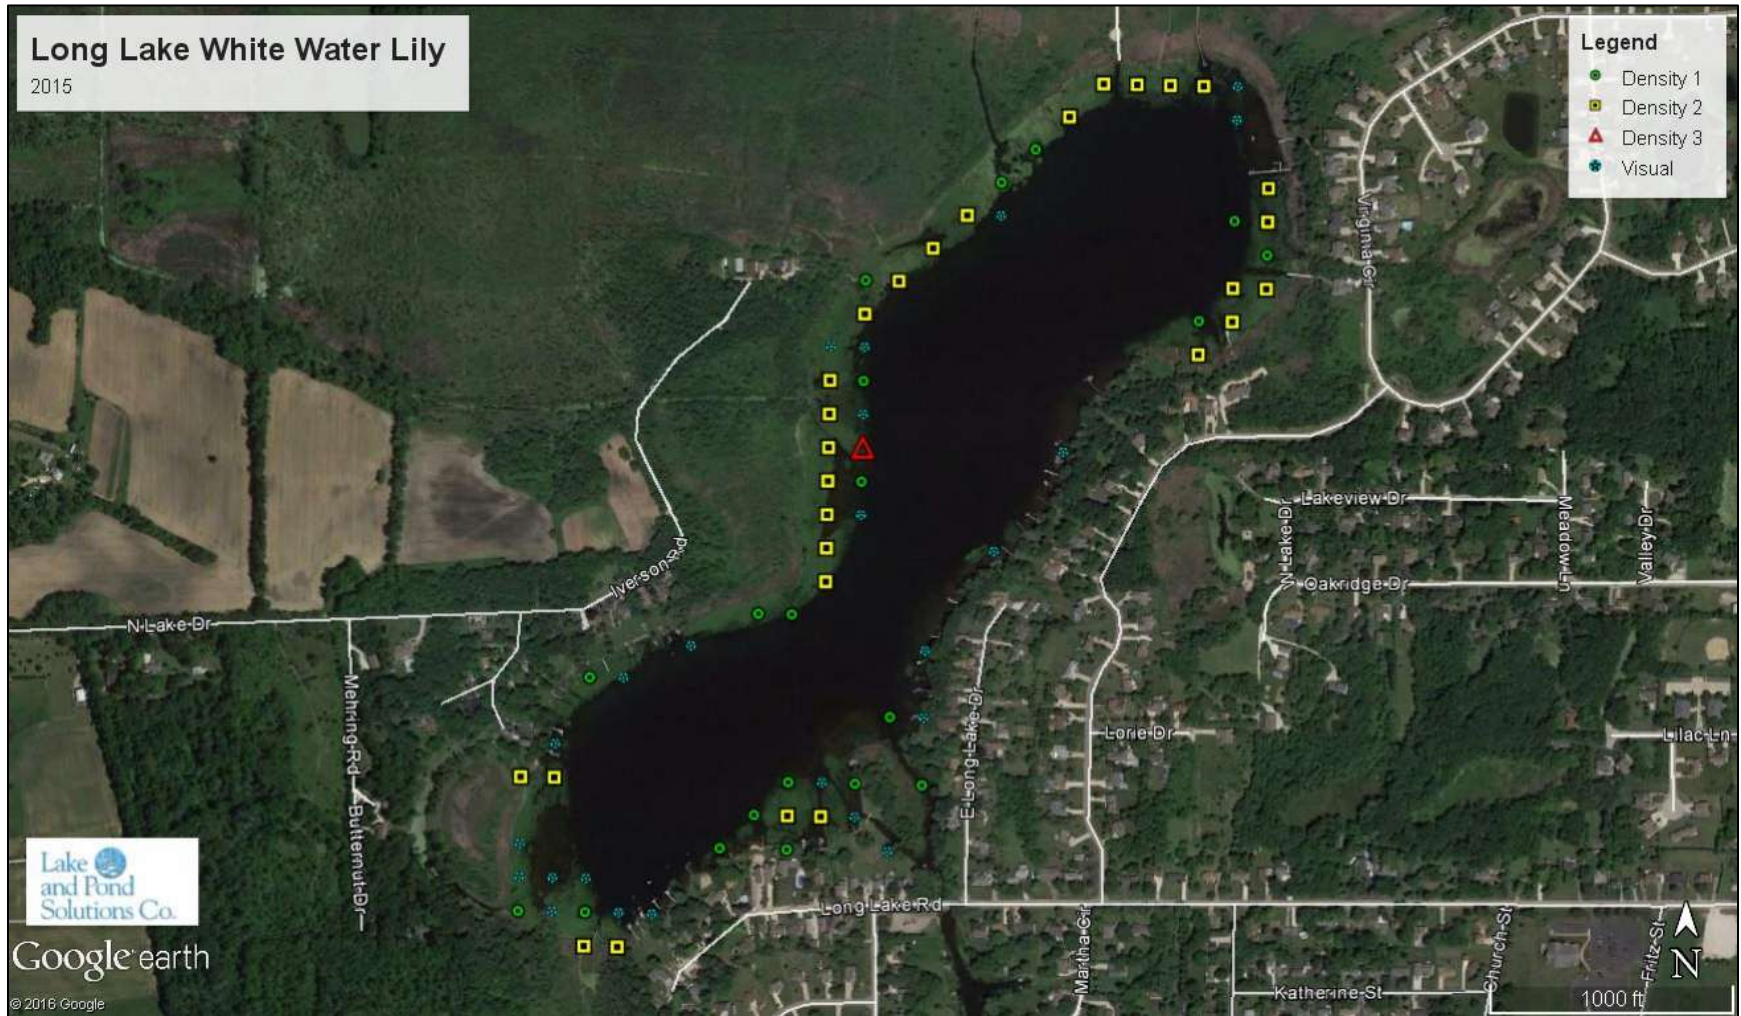 Long Lake White Water Lily
2015
Legend
Density 1
Density 2
Density 3
Visual
Virginia Cir
Lakeview Dr
N Lake Dr
Meadow Ln
Valley Dr
Oakridge Dr
Iverson Rd
N Lake Dr
Mehring Rd
Butternut Dr
E Long Lake Dr
Lorie Dr
Lilac Ln
Long Lake Rd
Martha Cir
Church St
Fritz St
Katherine St
Lake
and Pond
Solutions Co.
Google earth
© 2016 Google
N
1000 ft